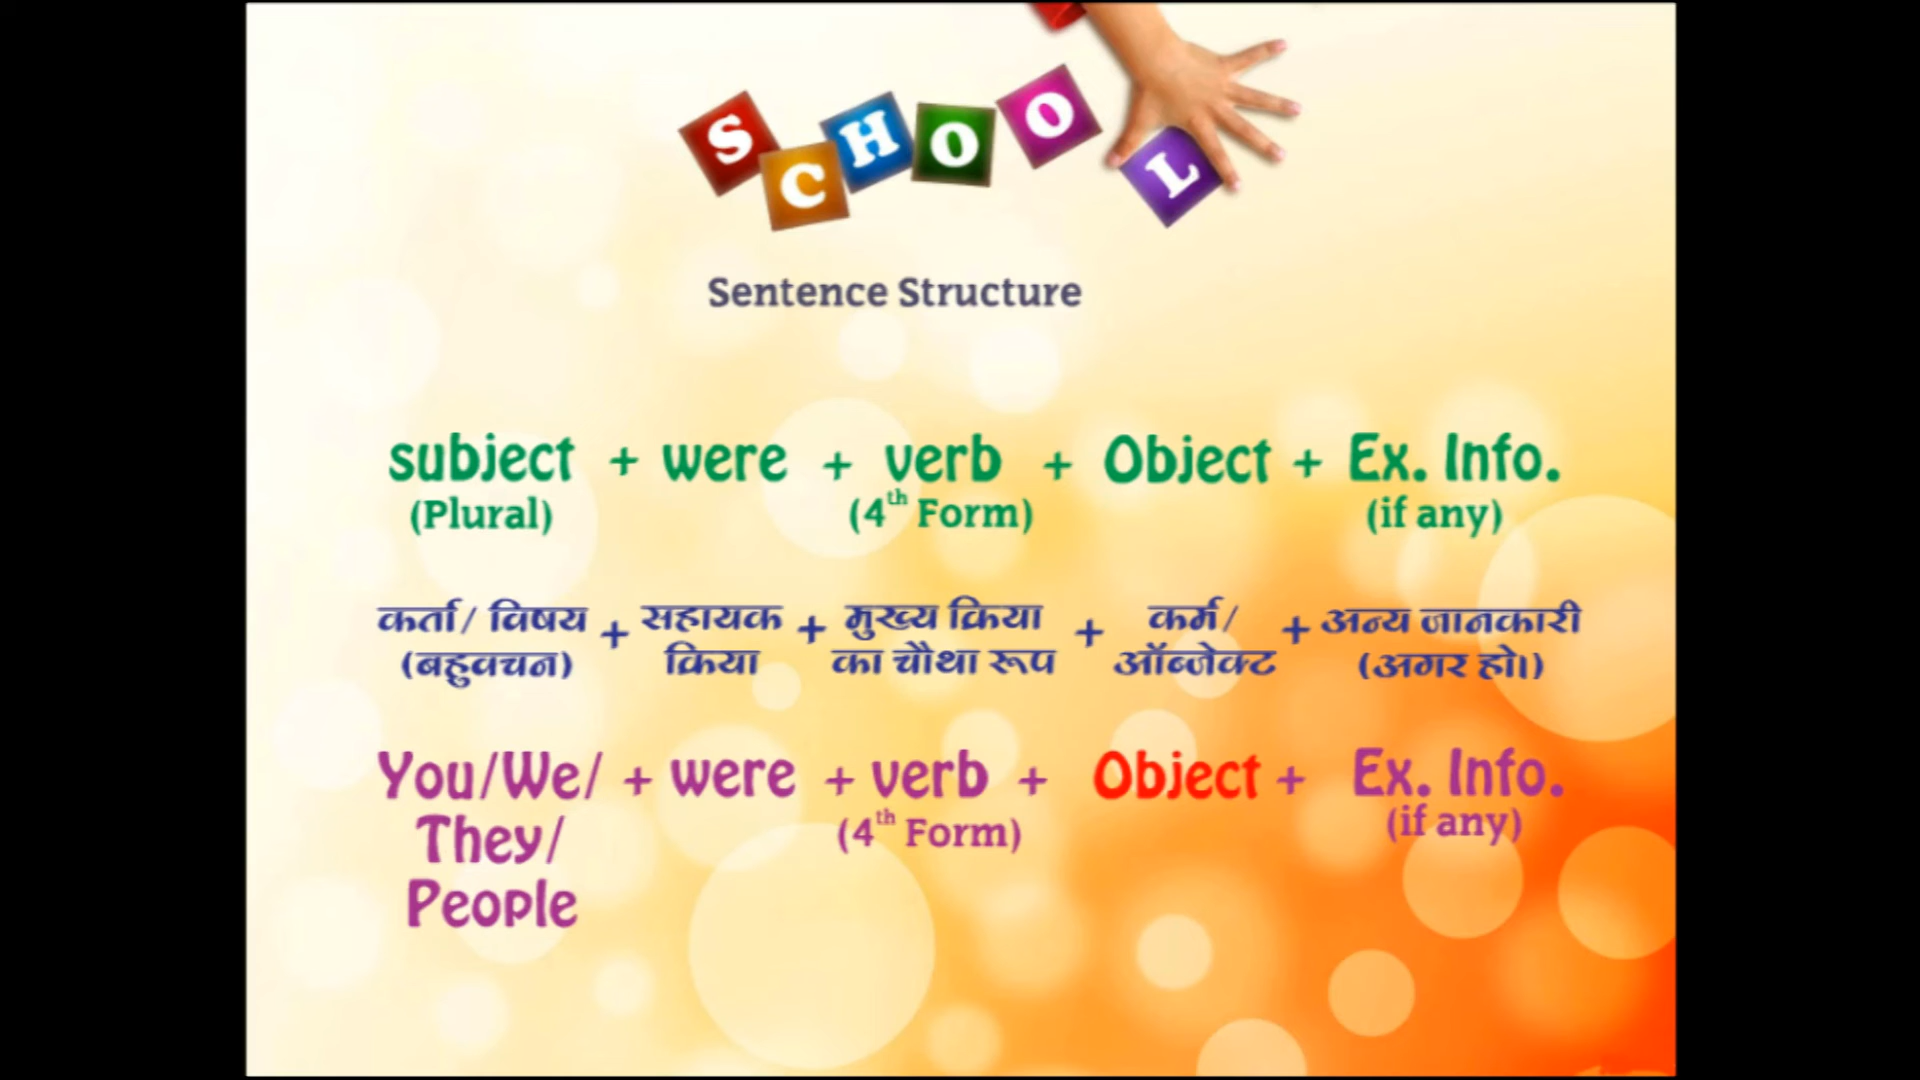 SCHOOL
Sentence Structure
subject + were + verb + Object + Ex. Info.
(Plural) (4th Form) (if any)
कर्ता/ विषय + सहायक + मुख्य क्रिया + कर्म/ + अन्य जानकारी
(बहुवचन) क्रिया का चौथा रूप ऑब्जेक्ट (अगर हो।)
You/We/ + were + verb + Object + Ex. Info.
They/ (4th Form) (if any)
People